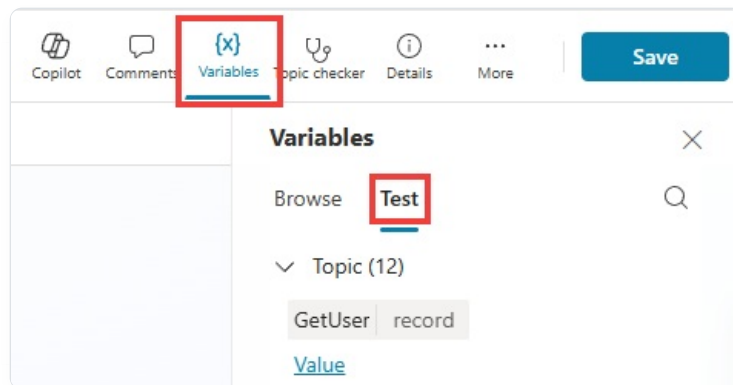 {x}
Copilot Comments Variables Topic checker Details More Save
Variables
Browse Test
Topic (12)
GetUser record
Value